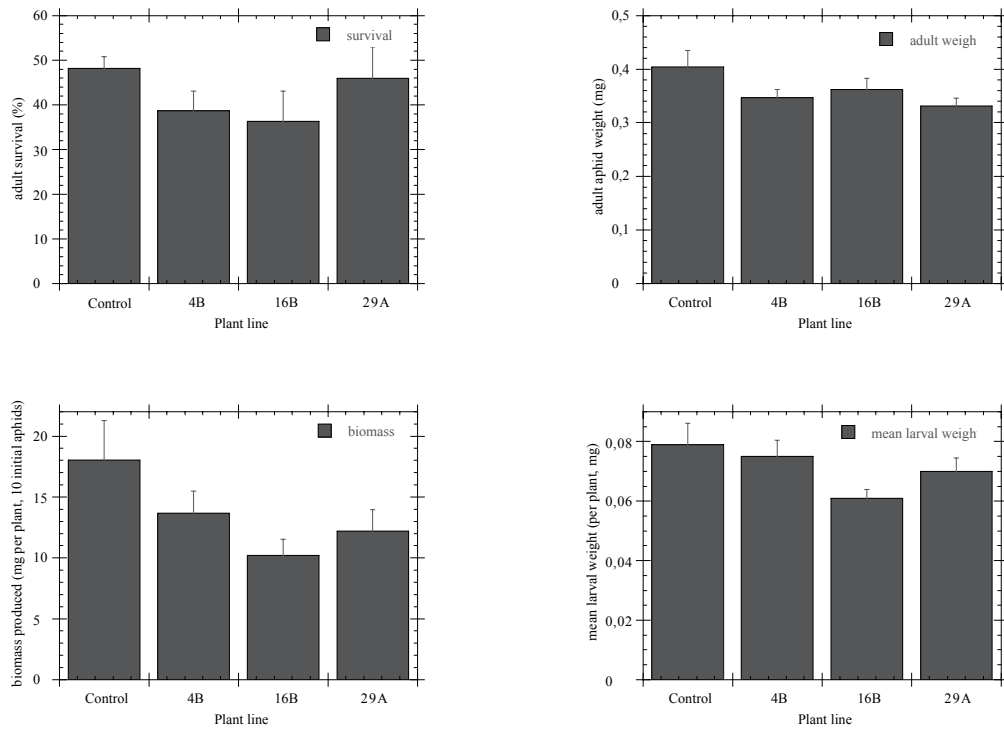 60
50
40
30
20
10
0
adult survival (%)
survival
Control 4B 16B 29A
Plant line
0,5
0,4
0,3
0,2
0,1
0
adult aphid weight (mg)
adult weigh
Control 4B 16B 29A
Plant line
20
15
10
5
0
biomass produced (mg per plant, 10 initial aphids)
biomass
Control 4B 16B 29A
Plant line
0,08
0,06
0,04
0,02
0
mean larval weight (per plant, mg)
mean larval weigh
Control 4B 16B 29A
Plant line